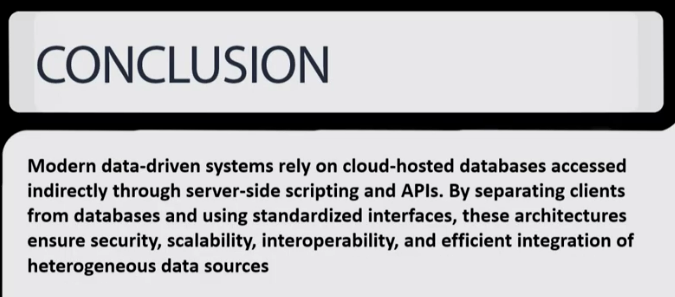 CONCLUSION
Modern data-driven systems rely on cloud-hosted databases accessed
indirectly through server-side scripting and APIs. By separating clients
from databases and using standardized interfaces, these architectures
ensure security, scalability, interoperability, and efficient integration of
heterogeneous data sources